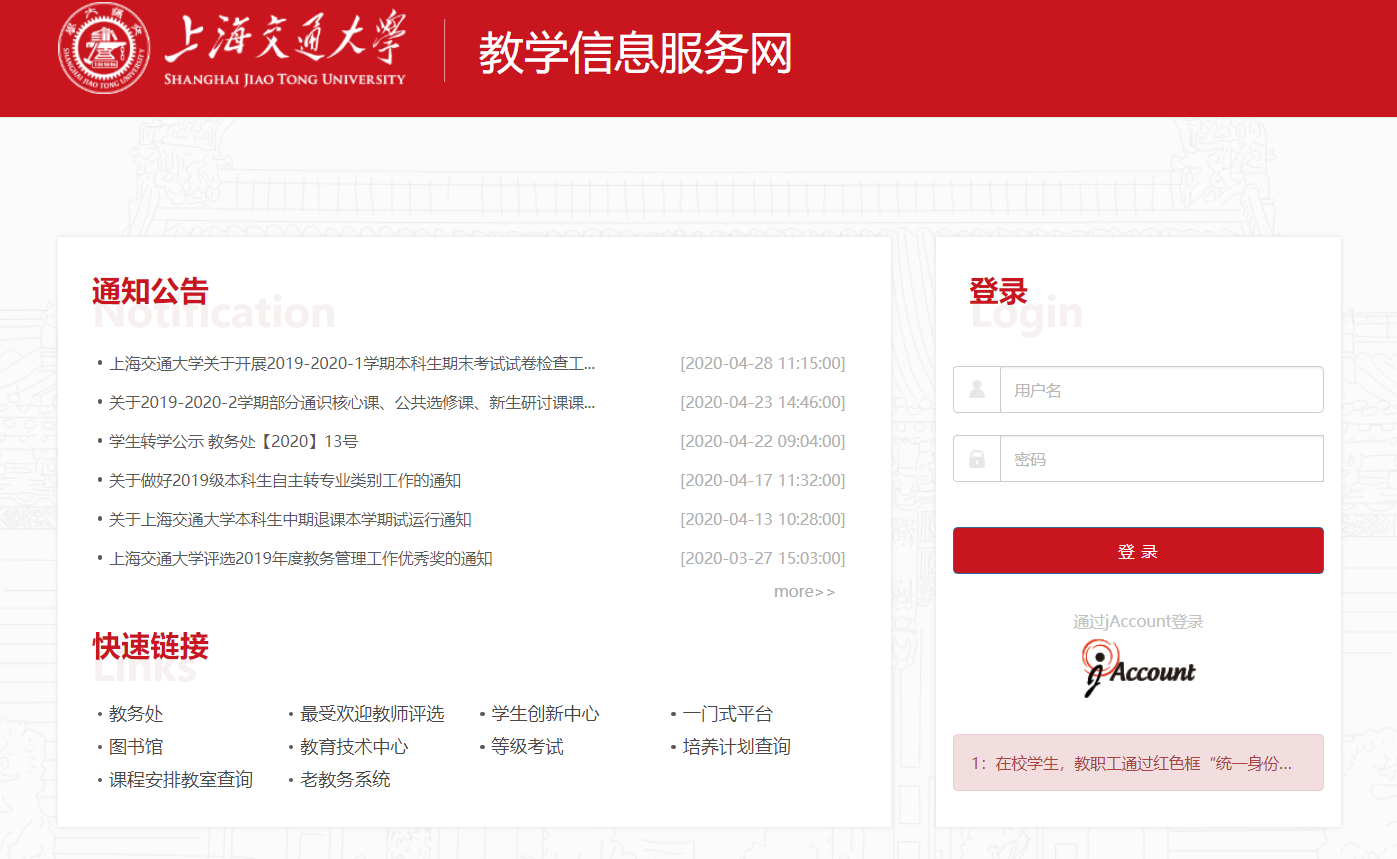 上海交通大学
SHANGHAI JIAO TONG UNIVERSITY
教学信息服务网
通知公告
Notification
• 上海交通大学关于开展2019-2020-1学期本科生期末考试试卷检查工... [2020-04-28 11:15:00]
• 关于2019-2020-2学期部分通识核心课、公共选修课、新生研讨课课... [2020-04-23 14:46:00]
• 学生转学公示 教务处【2020】13号 [2020-04-22 09:04:00]
• 关于做好2019级本科生自主转专业类别工作的通知 [2020-04-17 11:32:00]
• 关于上海交通大学本科生中期退课本学期试运行通知 [2020-04-13 10:28:00]
• 上海交通大学评选2019年度教务管理工作优秀奖的通知 [2020-03-27 15:03:00]
more>>
快速链接
Links
• 教务处 • 最受欢迎教师评选 • 学生创新中心 • 一门式平台
• 图书馆 • 教育技术中心 • 等级考试 • 培养计划查询
• 课程安排教室查询 • 老教务系统
登录
Login
用户名
密码
登 录
通过jAccount登录
jAccount
1：在校学生，教职工通过红色框“统一身份...